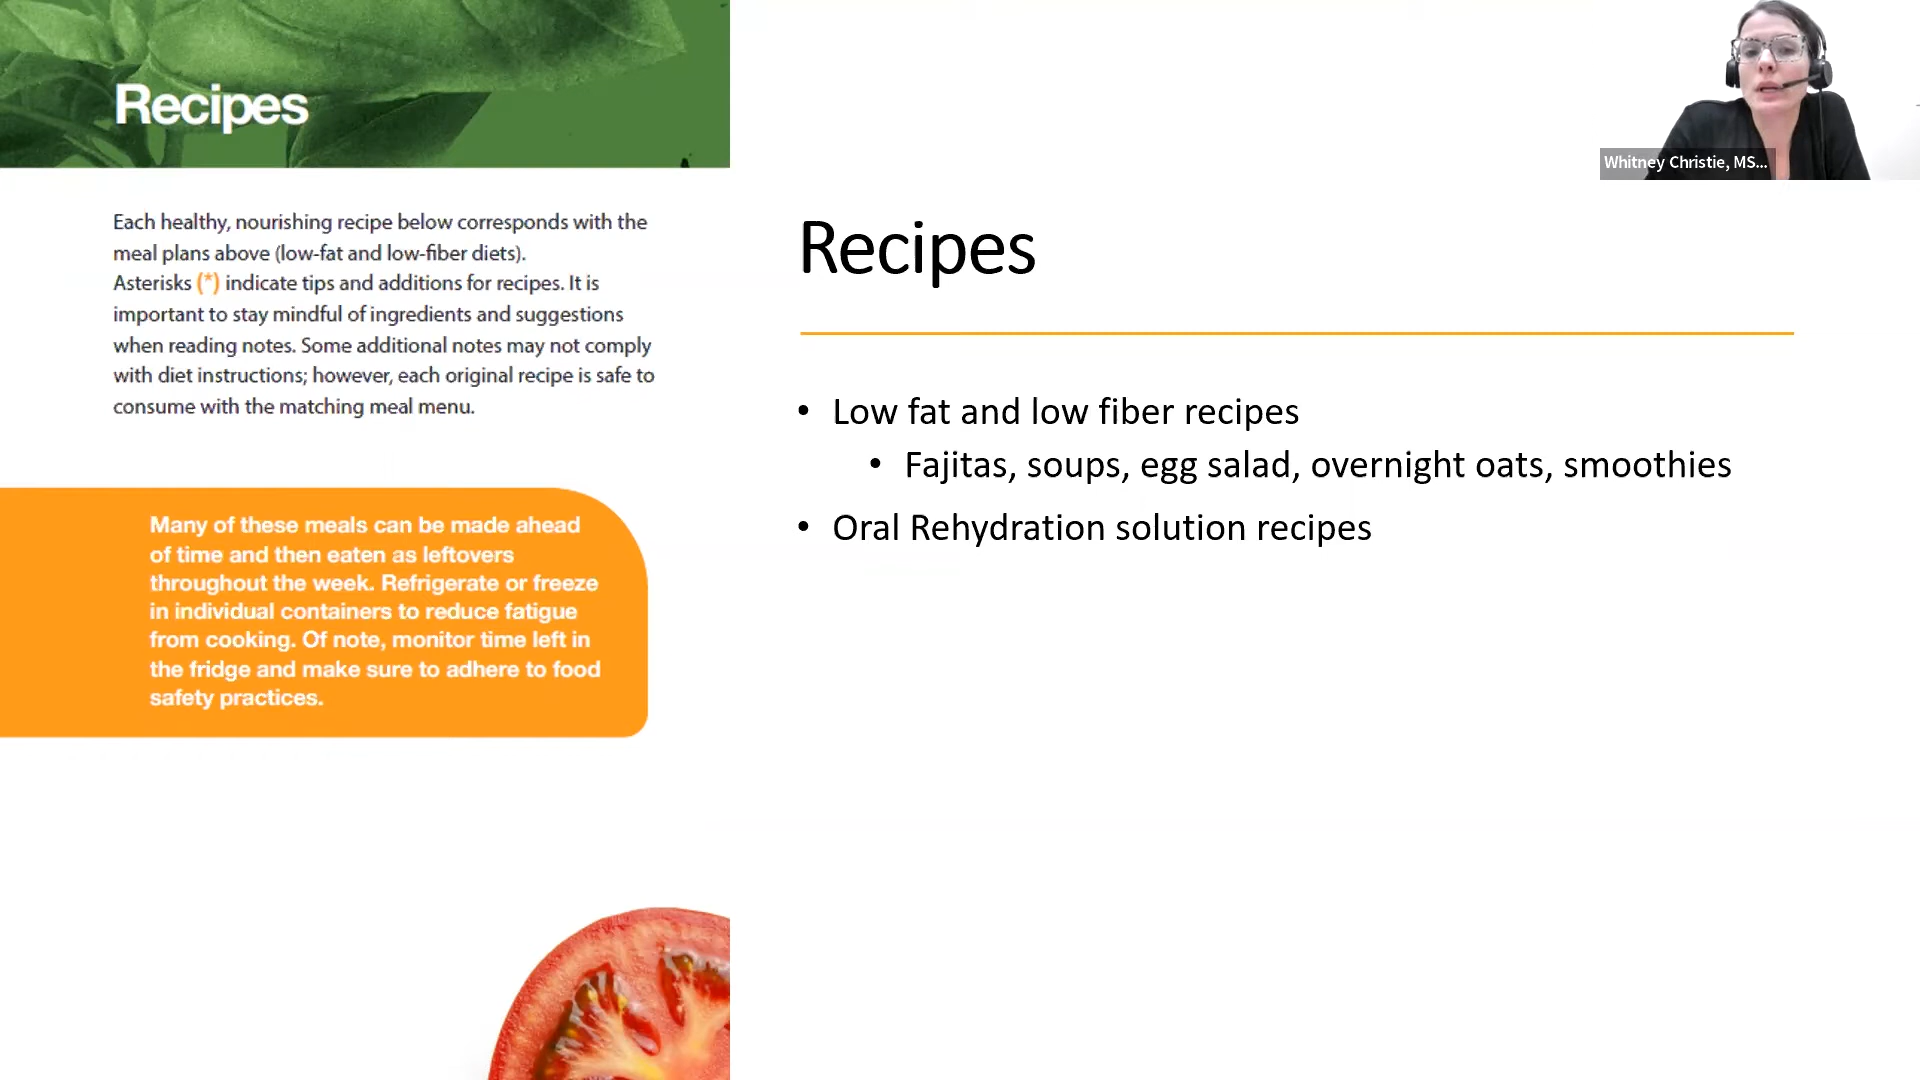 Recipes
Each healthy, nourishing recipe below corresponds with the
meal plans above (low-fat and low-fiber diets).
Asterisks (*) indicate tips and additions for recipes. It is
important to stay mindful of ingredients and suggestions
when reading notes. Some additional notes may not comply
with diet instructions; however, each original recipe is safe to
consume with the matching meal menu.
Many of these meals can be made ahead
of time and then eaten as leftovers
throughout the week. Refrigerate or freeze
in individual containers to reduce fatigue
from cooking. Of note, monitor time left in
the fridge and make sure to adhere to food
safety practices.
Whitney Christie, MS...
Recipes
• Low fat and low fiber recipes
• Fajitas, soups, egg salad, overnight oats, smoothies
• Oral Rehydration solution recipes